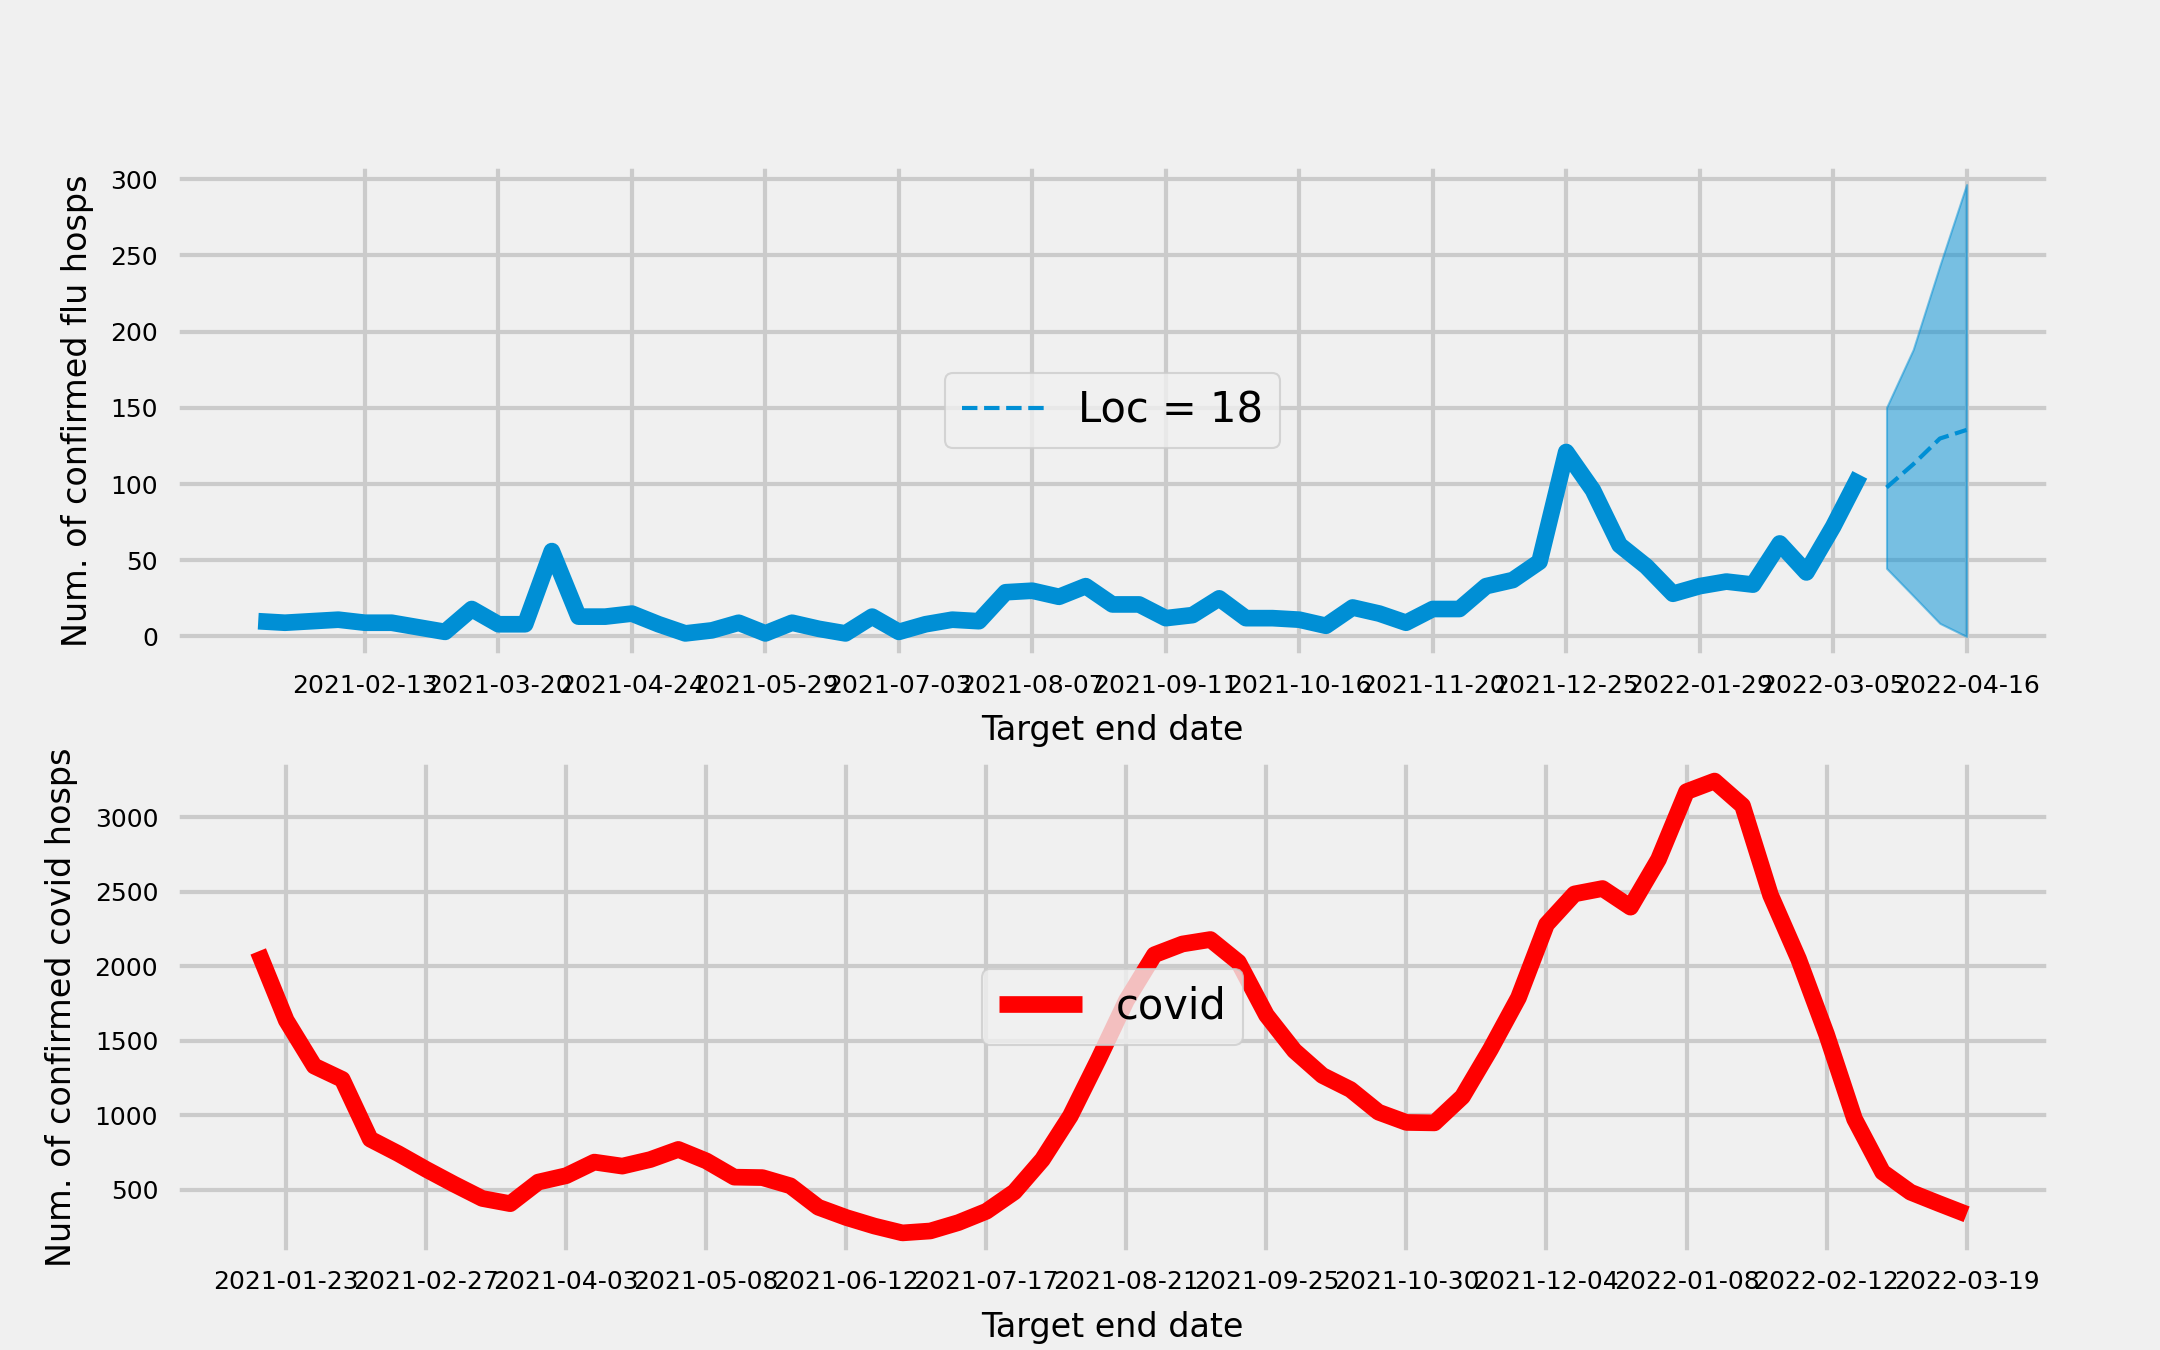 Num. of confirmed flu hosps
300
250
200
150
100
50
0
Loc = 18
2021-02-13 2021-03-20 2021-04-24 2021-05-29 2021-07-03 2021-08-07 2021-09-11 2021-10-16 2021-11-20 2021-12-25 2022-01-29 2022-03-05 2022-04-16
Target end date
Num. of confirmed covid hosps
3000
2500
2000
1500
1000
500
covid
2021-01-23 2021-02-27 2021-04-03 2021-05-08 2021-06-12 2021-07-17 2021-08-21 2021-09-25 2021-10-30 2021-12-04 2022-01-08 2022-02-12 2022-03-19
Target end date